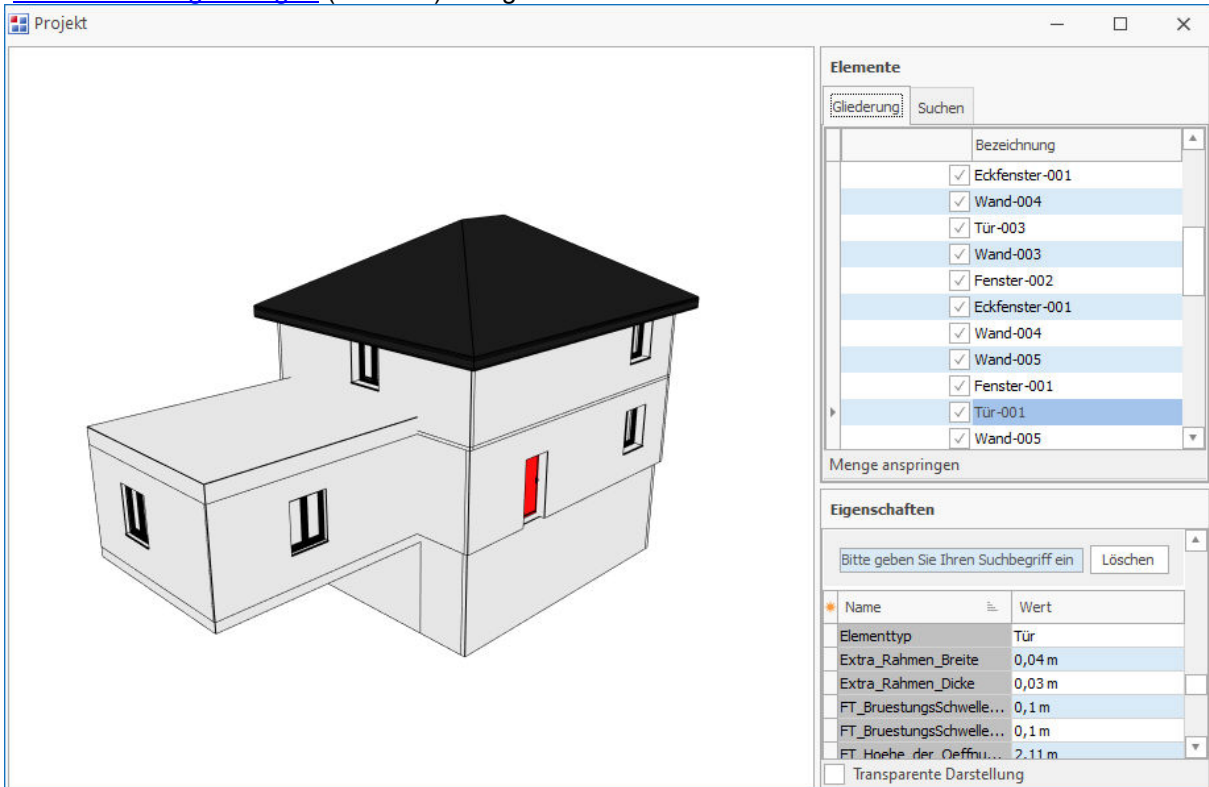 Projekt
Elemente
Gliederung Suchen
Bezeichnung
Eckfenster-001
Wand-004
Tür-003
Wand-003
Fenster-002
Eckfenster-001
Wand-004
Wand-005
Fenster-001
Tür-001
Wand-005
Menge anspringen
Eigenschaften
Bitte geben Sie Ihren Suchbegriff ein Löschen
Name Wert
Elementtyp Tür
Extra_Rahmen_Breite 0,04 m
Extra_Rahmen_Dicke 0,03 m
FT_BruestungsSchwelle... 0,1 m
FT_BruestungsSchwelle... 0,1 m
FT_Hoehe_der_Oeffnu... 2,11 m
Transparente Darstellung